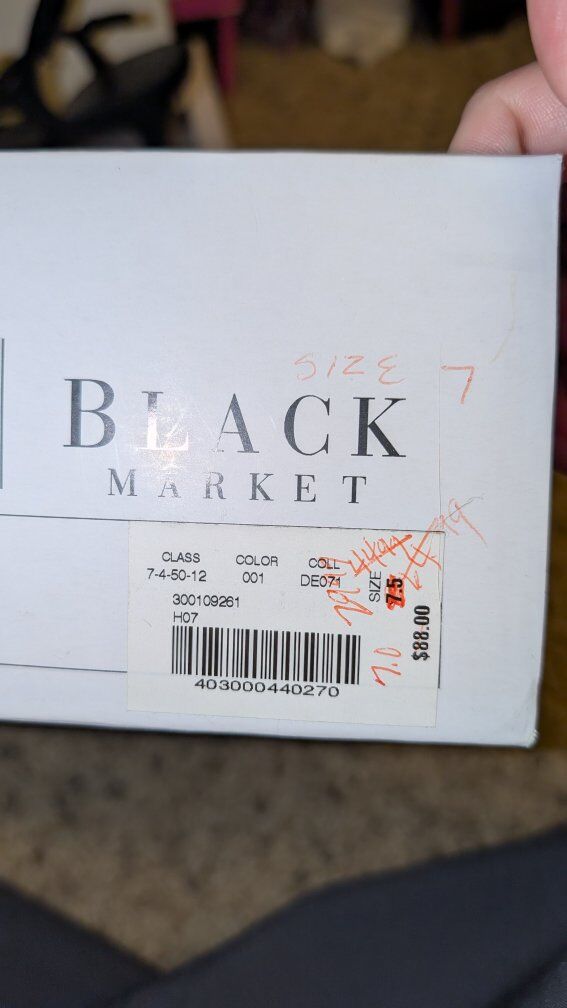 SIZE 7
BLACK
MARKET
CLASS COLOR COLL
7-4-50-12 001 DE071
300109261
H07
403000440270
SIZE 7.5
$88.00
7.0